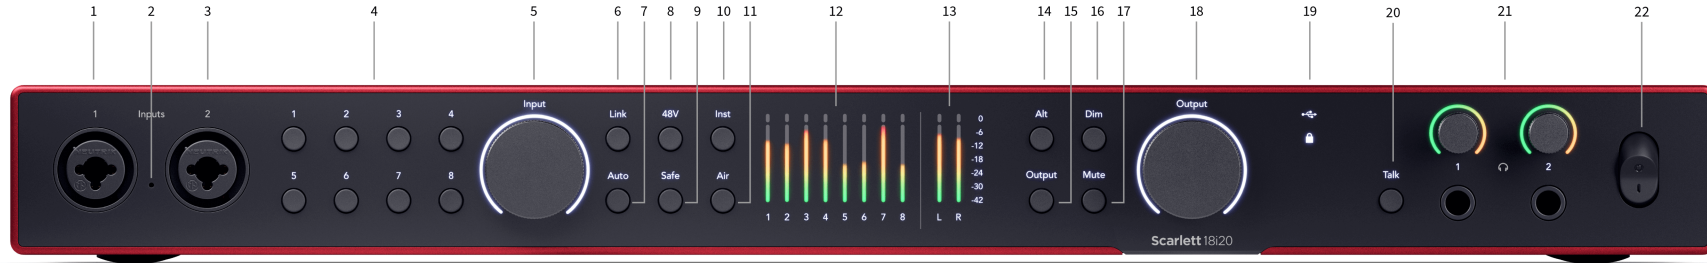 1 2 3 4 5 6 7 8 9 10 11 12 13 14 15 16 17 18 19 20 21 22
1 Inputs 2
1 2 3 4
Input
Link 48V Inst
0
-6
-12
-18
-24
-30
-42
Alt Dim
Output
5 6 7 8
Auto Safe Air
1 2 3 4 5 6 7 8 L R
Output Mute
Talk
1 2
Scarlett 18i20